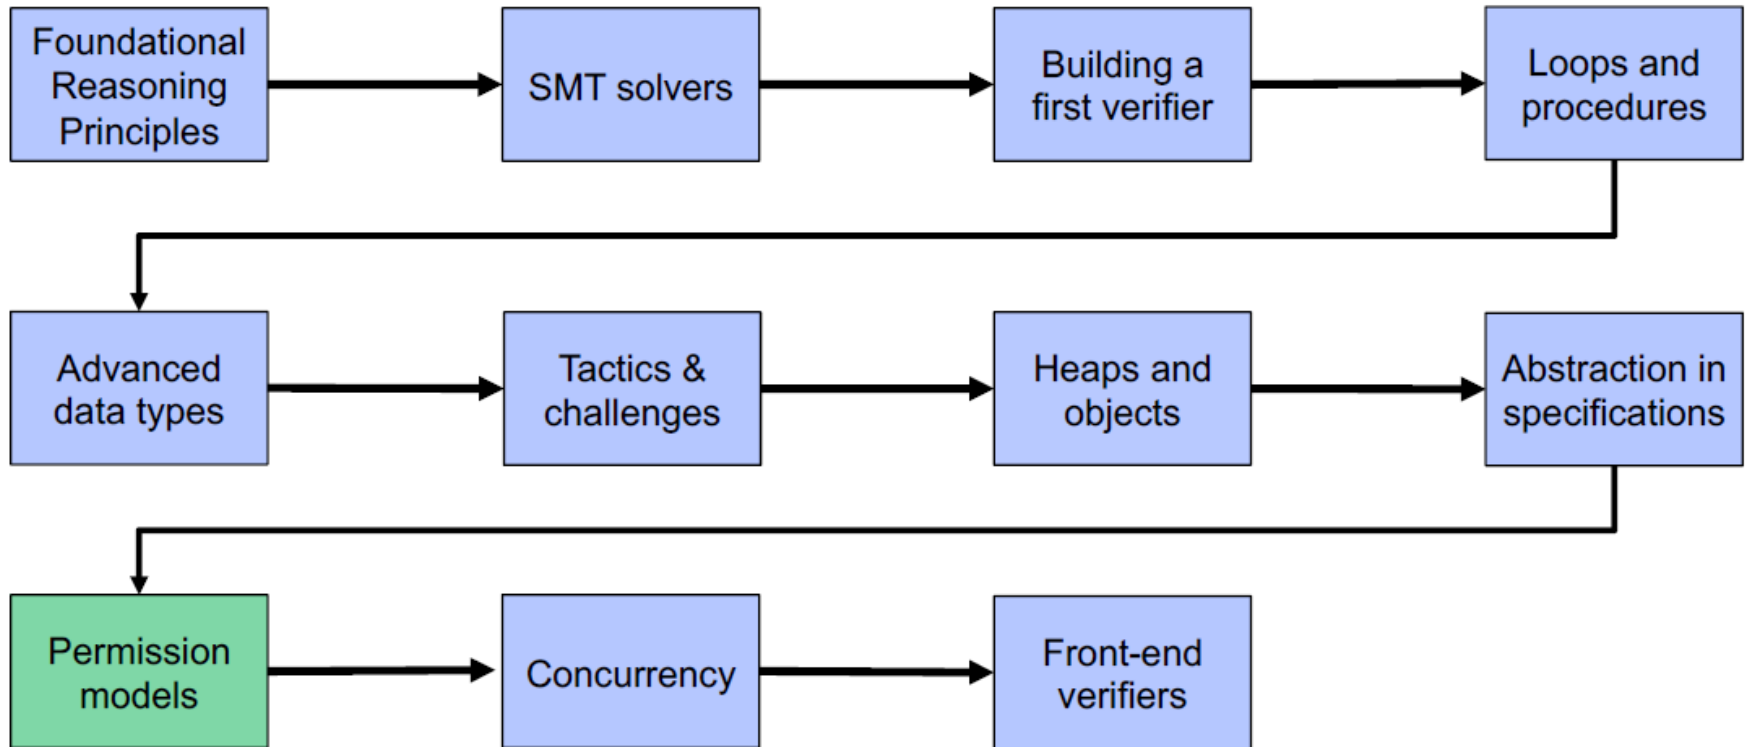 Foundational
Reasoning
Principles
SMT solvers
Building a
first verifier
Loops and
procedures
Advanced
data types
Tactics &
challenges
Heaps and
objects
Abstraction in
specifications
Permission
models
Concurrency
Front-end
verifiers